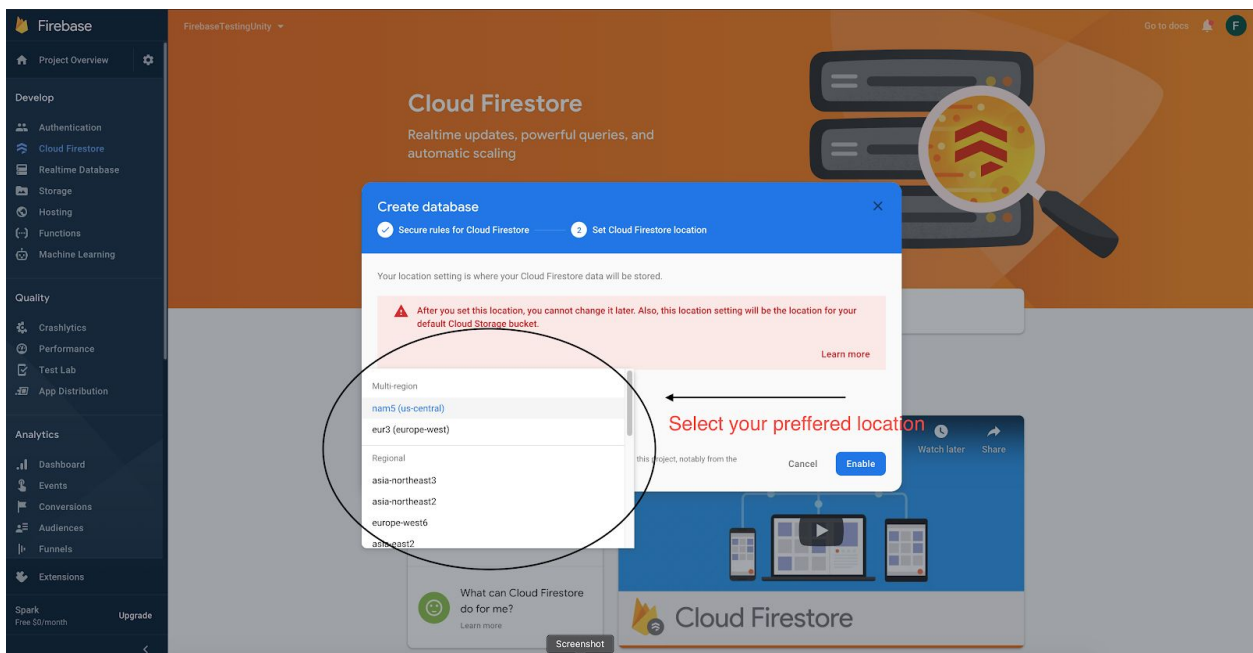 Firebase
FirebaseTestingUnity
Go to docs
F
Project Overview
Develop
Authentication
Cloud Firestore
Realtime Database
Storage
Hosting
Functions
Machine Learning
Quality
Crashlytics
Performance
Test Lab
App Distribution
Analytics
Dashboard
Events
Conversions
Audiences
Funnels
Extensions
Spark
Free $0/month
Upgrade
Cloud Firestore
Realtime updates, powerful queries, and
automatic scaling
Create database
Secure rules for Cloud Firestore
2 Set Cloud Firestore location
Your location setting is where your Cloud Firestore data will be stored.
After you set this location, you cannot change it later. Also, this location setting will be the location for your
default Cloud Storage bucket.
Learn more
Multi-region
nam5 (us-central)
eur3 (europe-west)
Regional
asia-northeast3
asia-northeast2
europe-west6
asia-east2
Select your preffered location
this project, notably from the
Cancel
Enable
Watch later
Share
What can Cloud Firestore
do for me?
Learn more
Cloud Firestore
Screenshot